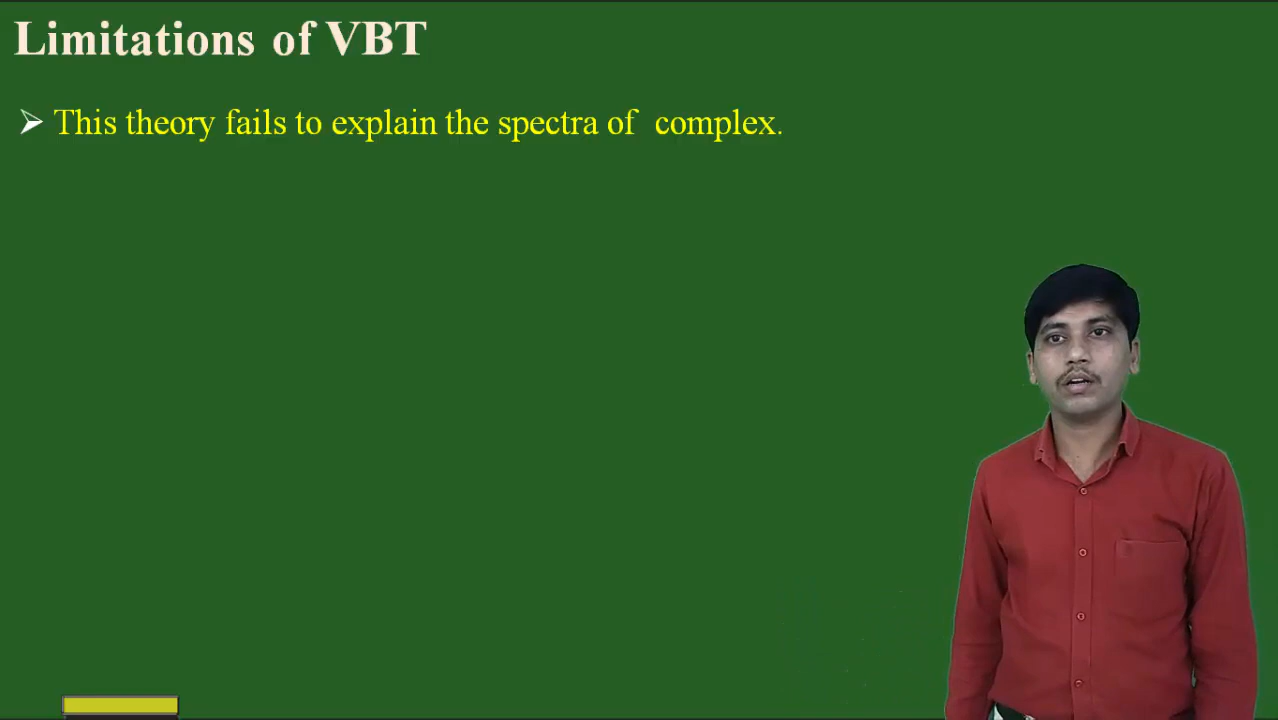 Limitations of VBT
➢ This theory fails to explain the spectra of complex.